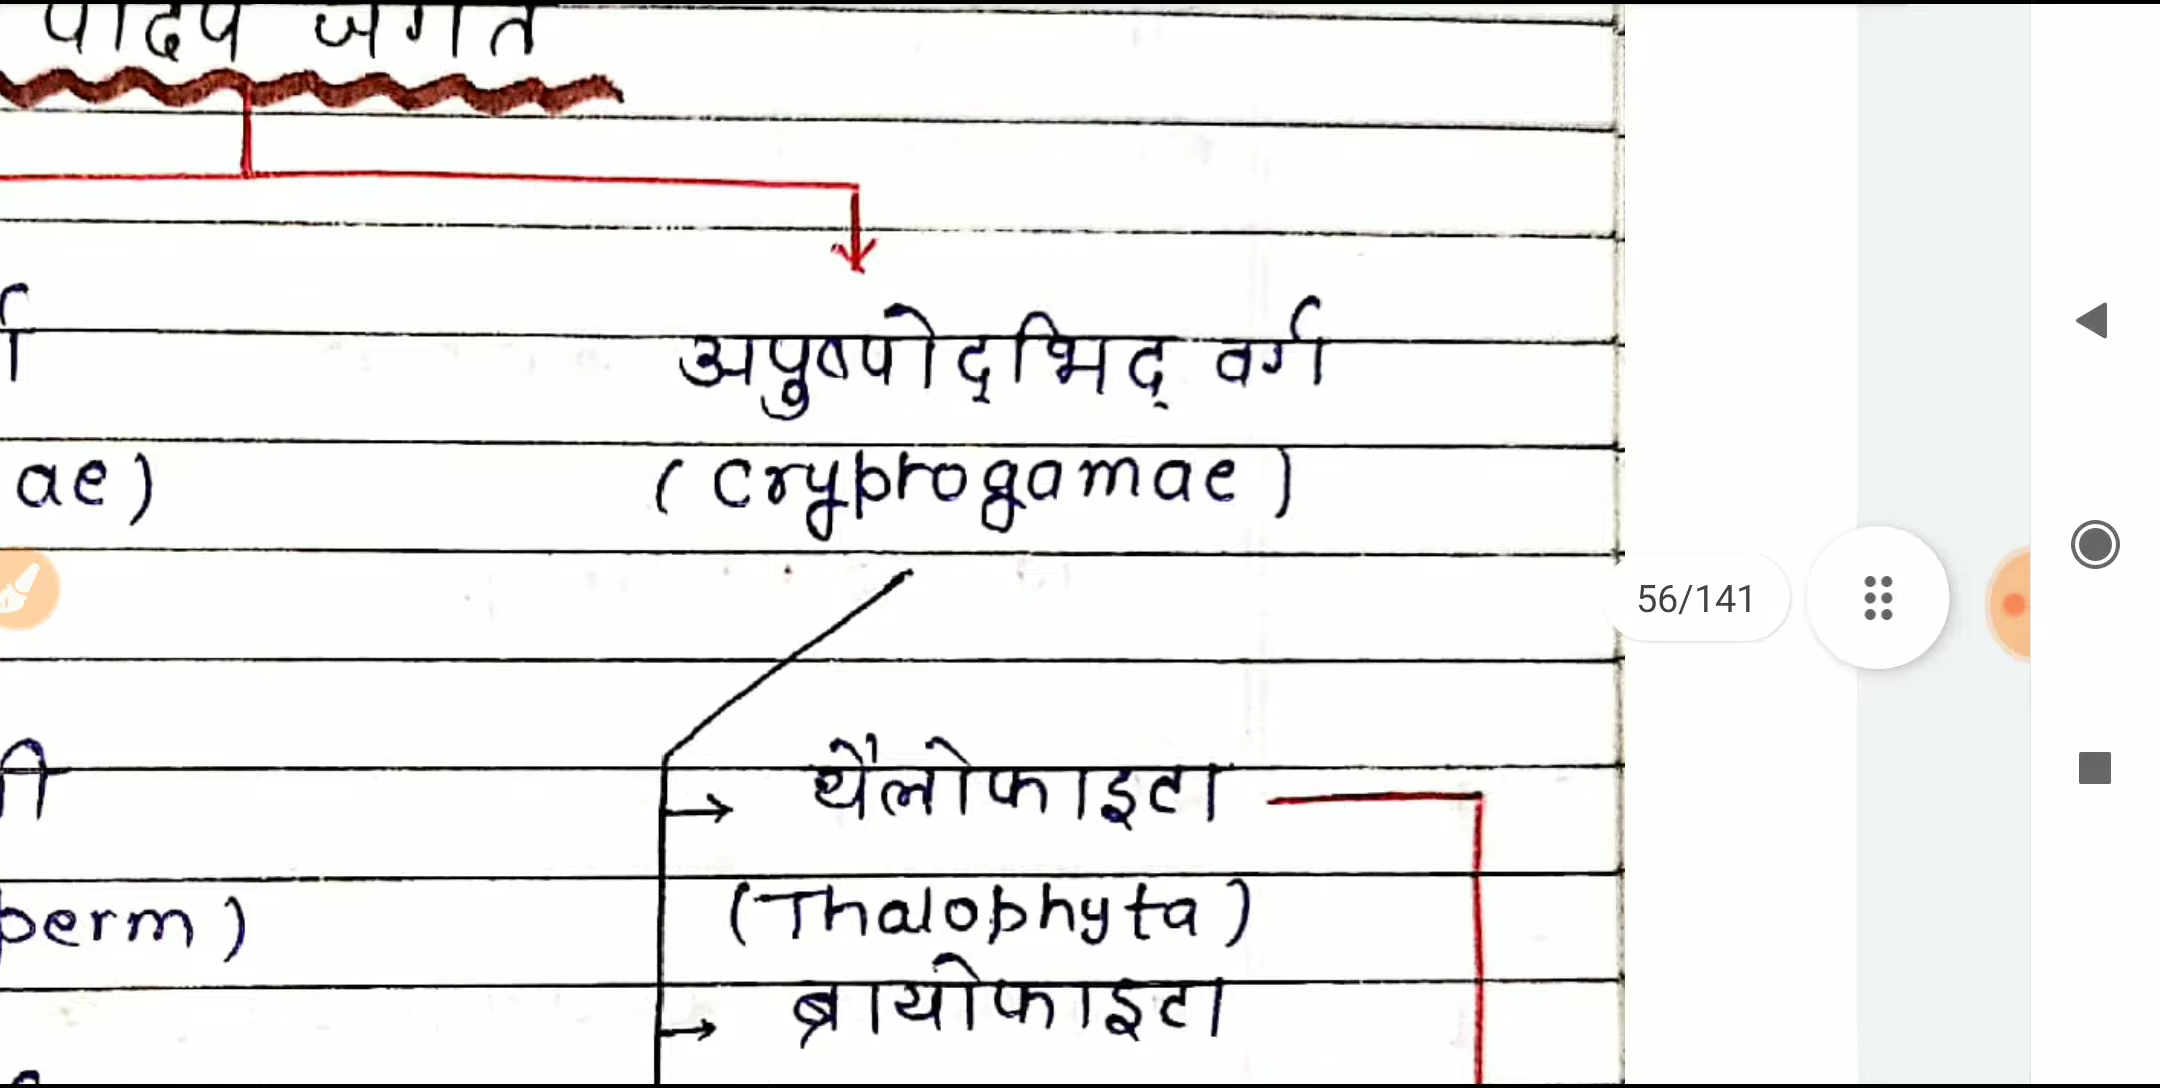 पादप जगत
अपुष्पोद्भिद् वर्ग
ae) (Cryptogamae)
56/141
थैलोफाइटा
perm) (Thalophyta)
ब्रायोफाइटा